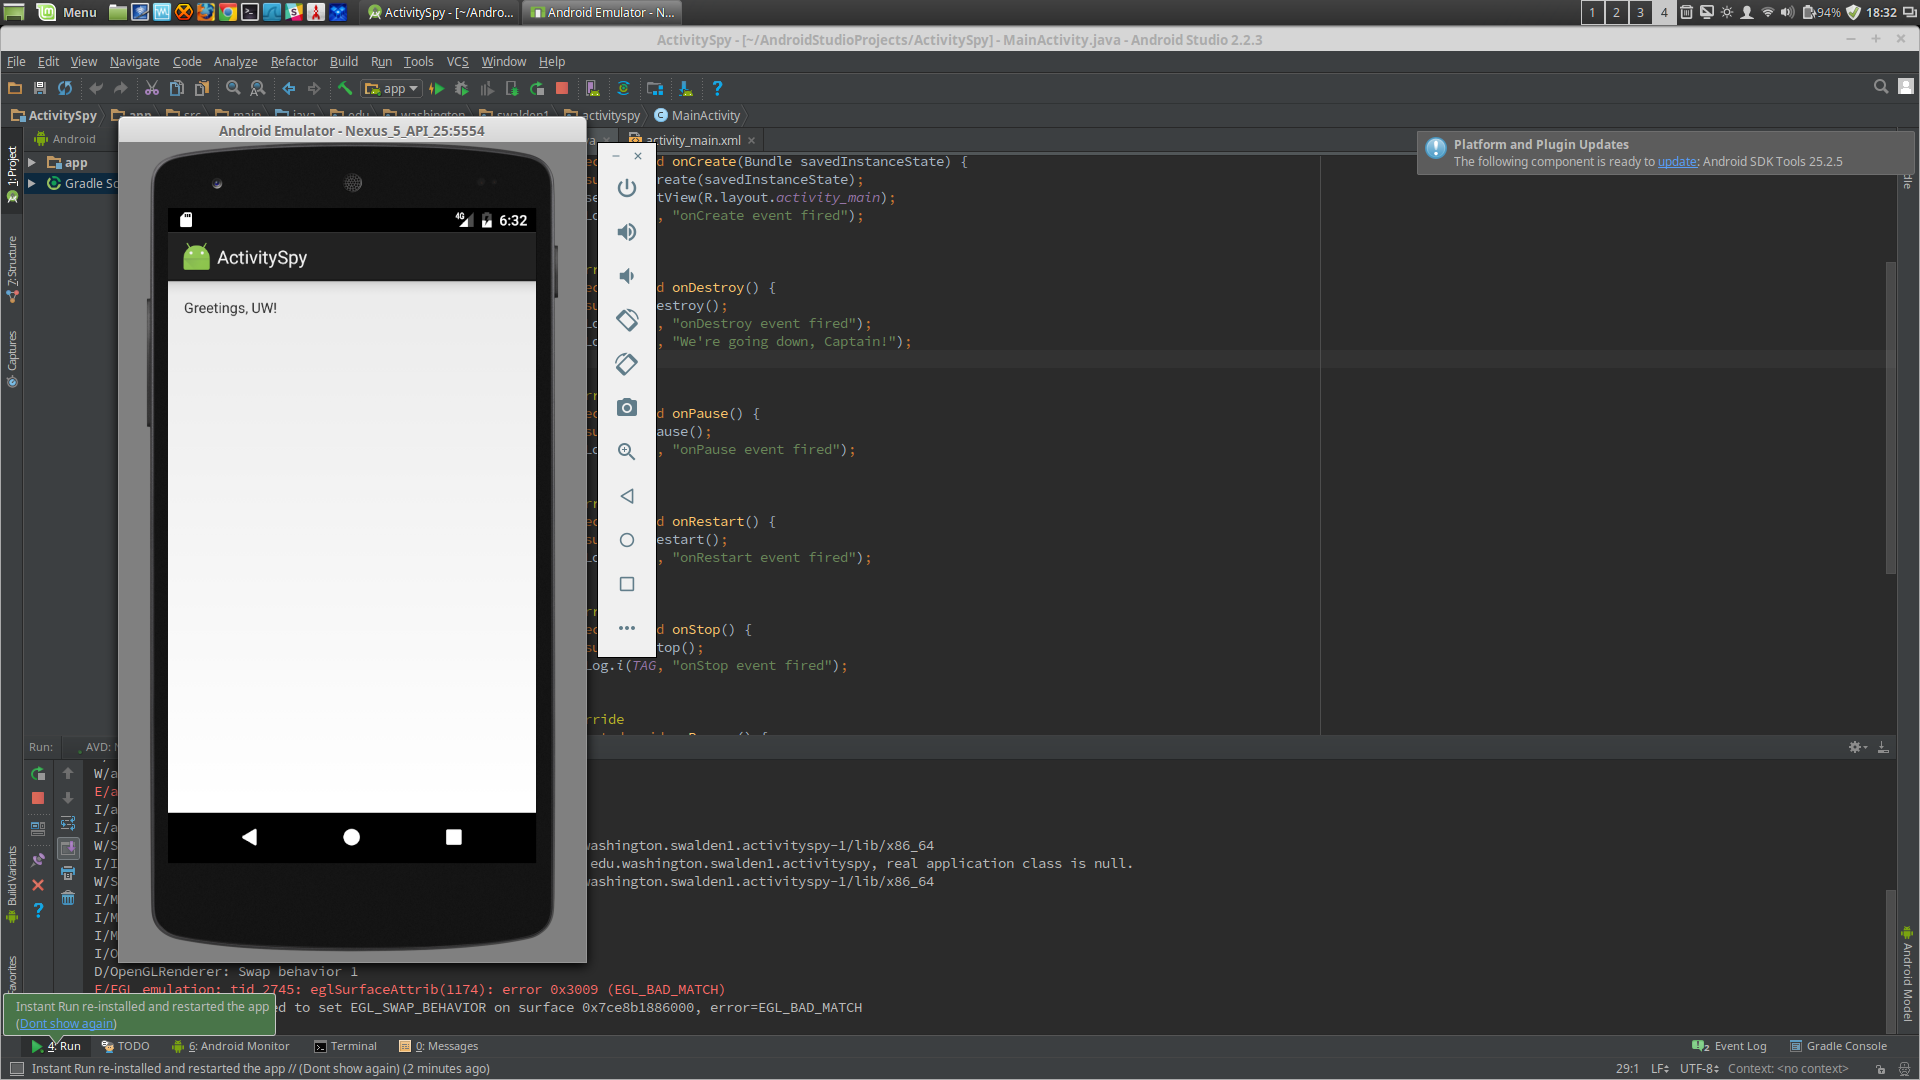 Menu
ActivitySpy - [~/Andro...
Android Emulator - N...
1 2 3 4
94%
18:32
ActivitySpy - [~/AndroidStudioProjects/ActivitySpy] - MainActivity.java - Android Studio 2.2.3
File Edit View Navigate Code Analyze Refactor Build Run Tools VCS Window Help
app
ActivitySpy app src main java edu washington swalden1 activityspy MainActivity
Android
activity_main.xml
app
Gradle Sc
1: Project
7: Structure
Captures
Build Variants
Favorites
Android Emulator - Nexus_5_API_25:5554
4G 6:32
ActivitySpy
Greetings, UW!
onCreate(Bundle savedInstanceState) {
reate(savedInstanceState);
tView(R.layout.activity_main);
, "onCreate event fired");
onDestroy() {
estroy();
, "onDestroy event fired");
, "We're going down, Captain!");
onPause() {
ause();
, "onPause event fired");
onRestart() {
estart();
, "onRestart event fired");
onStop() {
top();
Log.i(TAG, "onStop event fired");
rride
Platform and Plugin Updates
The following component is ready to update: Android SDK Tools 25.2.5
Run:
AVD:
W/a
E/a
I/a
I/a
W/S
washington.swalden1.activityspy-1/lib/x86_64
I/I
edu.washington.swalden1.activityspy, real application class is null.
W/S
washington.swalden1.activityspy-1/lib/x86_64
I/M
I/M
I/M
I/O
D/OpenGLRenderer: Swap behavior 1
E/EGL_emulation: tid 2745: eglSurfaceAttrib(1174): error 0x3009 (EGL_BAD_MATCH)
ed to set EGL_SWAP_BEHAVIOR on surface 0x7ce8b1886000, error=EGL_BAD_MATCH
Instant Run re-installed and restarted the app
(Dont show again)
Android Model
4: Run
TODO
6: Android Monitor
Terminal
0: Messages
2 Event Log
Gradle Console
Instant Run re-installed and restarted the app // (Dont show again) (2 minutes ago)
29:1
LF
UTF-8
Context: <no context>